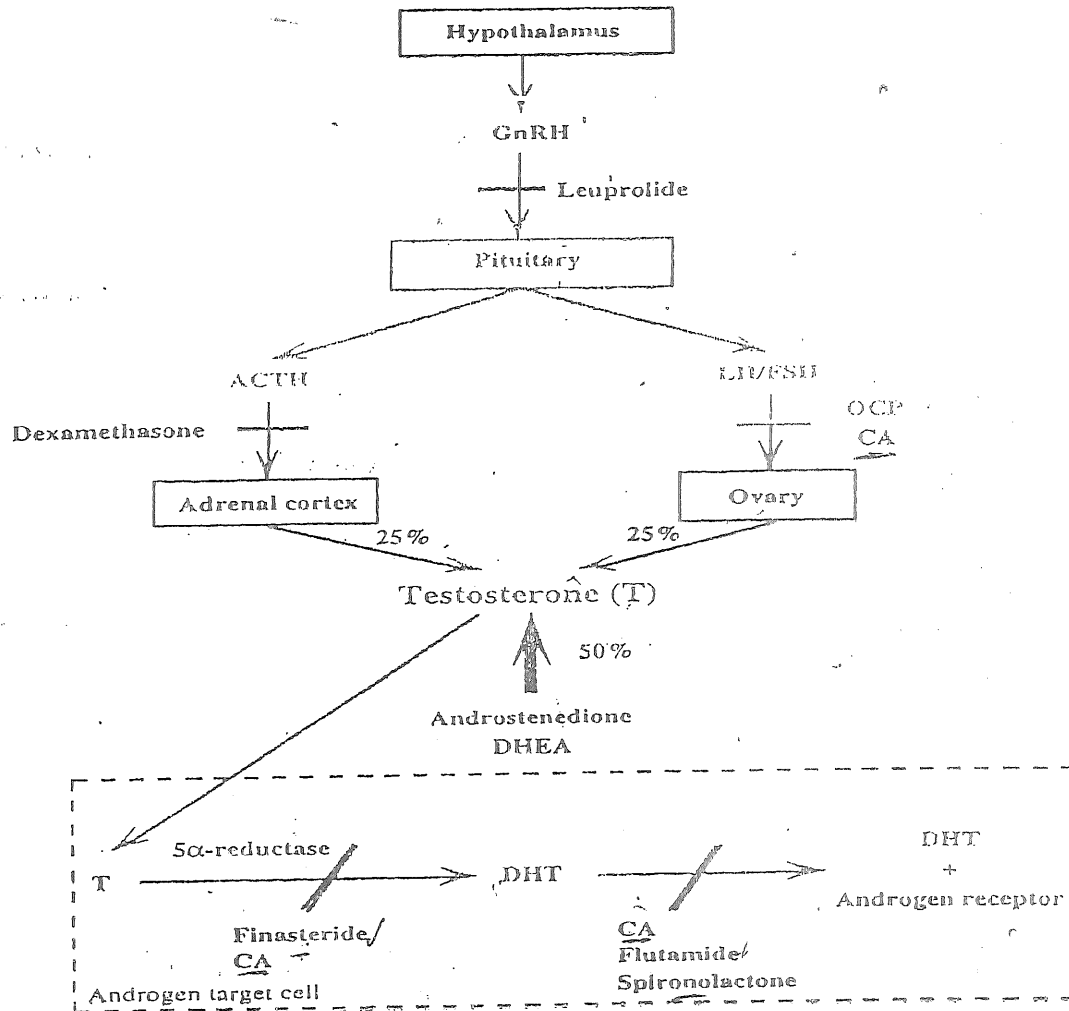 Hypothalamus
GnRH
Leuprolide
Pituitary
ACTH
LH/FSH
Dexamethasone
OCP
CA
Adrenal cortex
Ovary
25%
25%
Testosterone (T)
50%
Androstenedione
DHEA
5α-reductase
T
DHT
DHT
+
Androgen receptor
Finasteride
CA
CA
Flutamide
Spironolactone
Androgen target cell